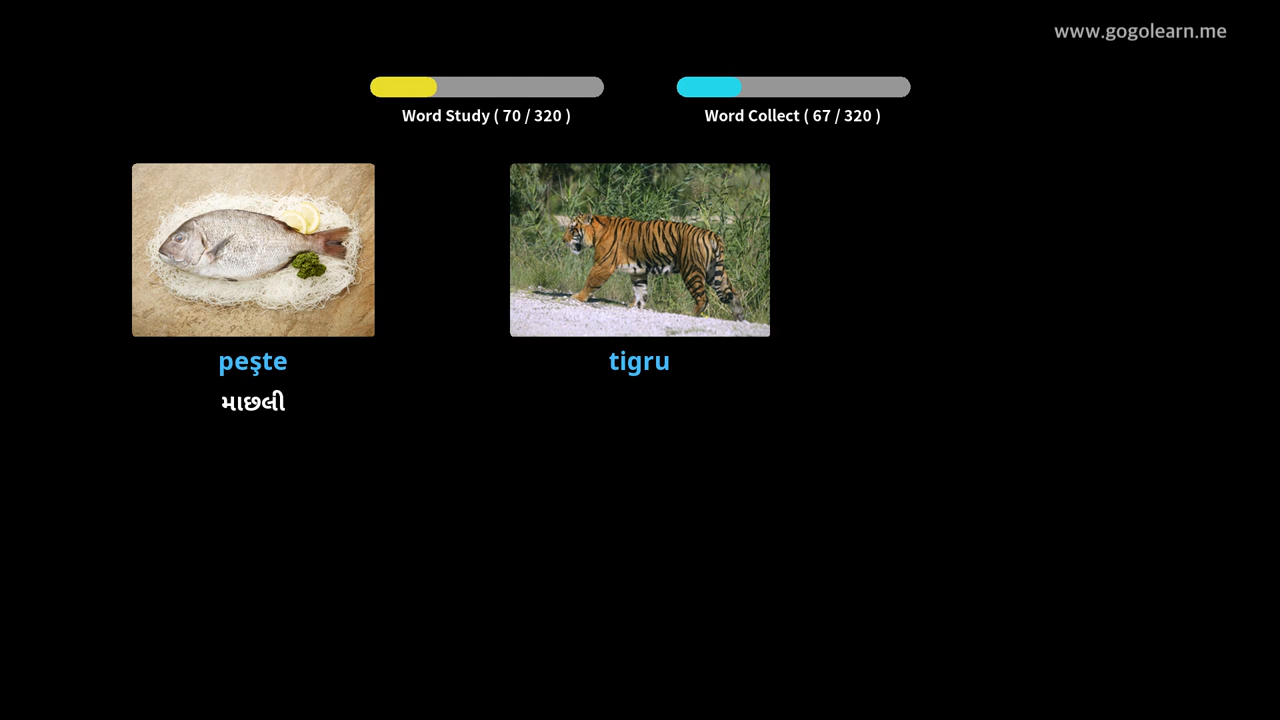 www.gogolearn.me
Word Study ( 70 / 320 )
Word Collect ( 67 / 320 )
peşte
tigru
માછલી